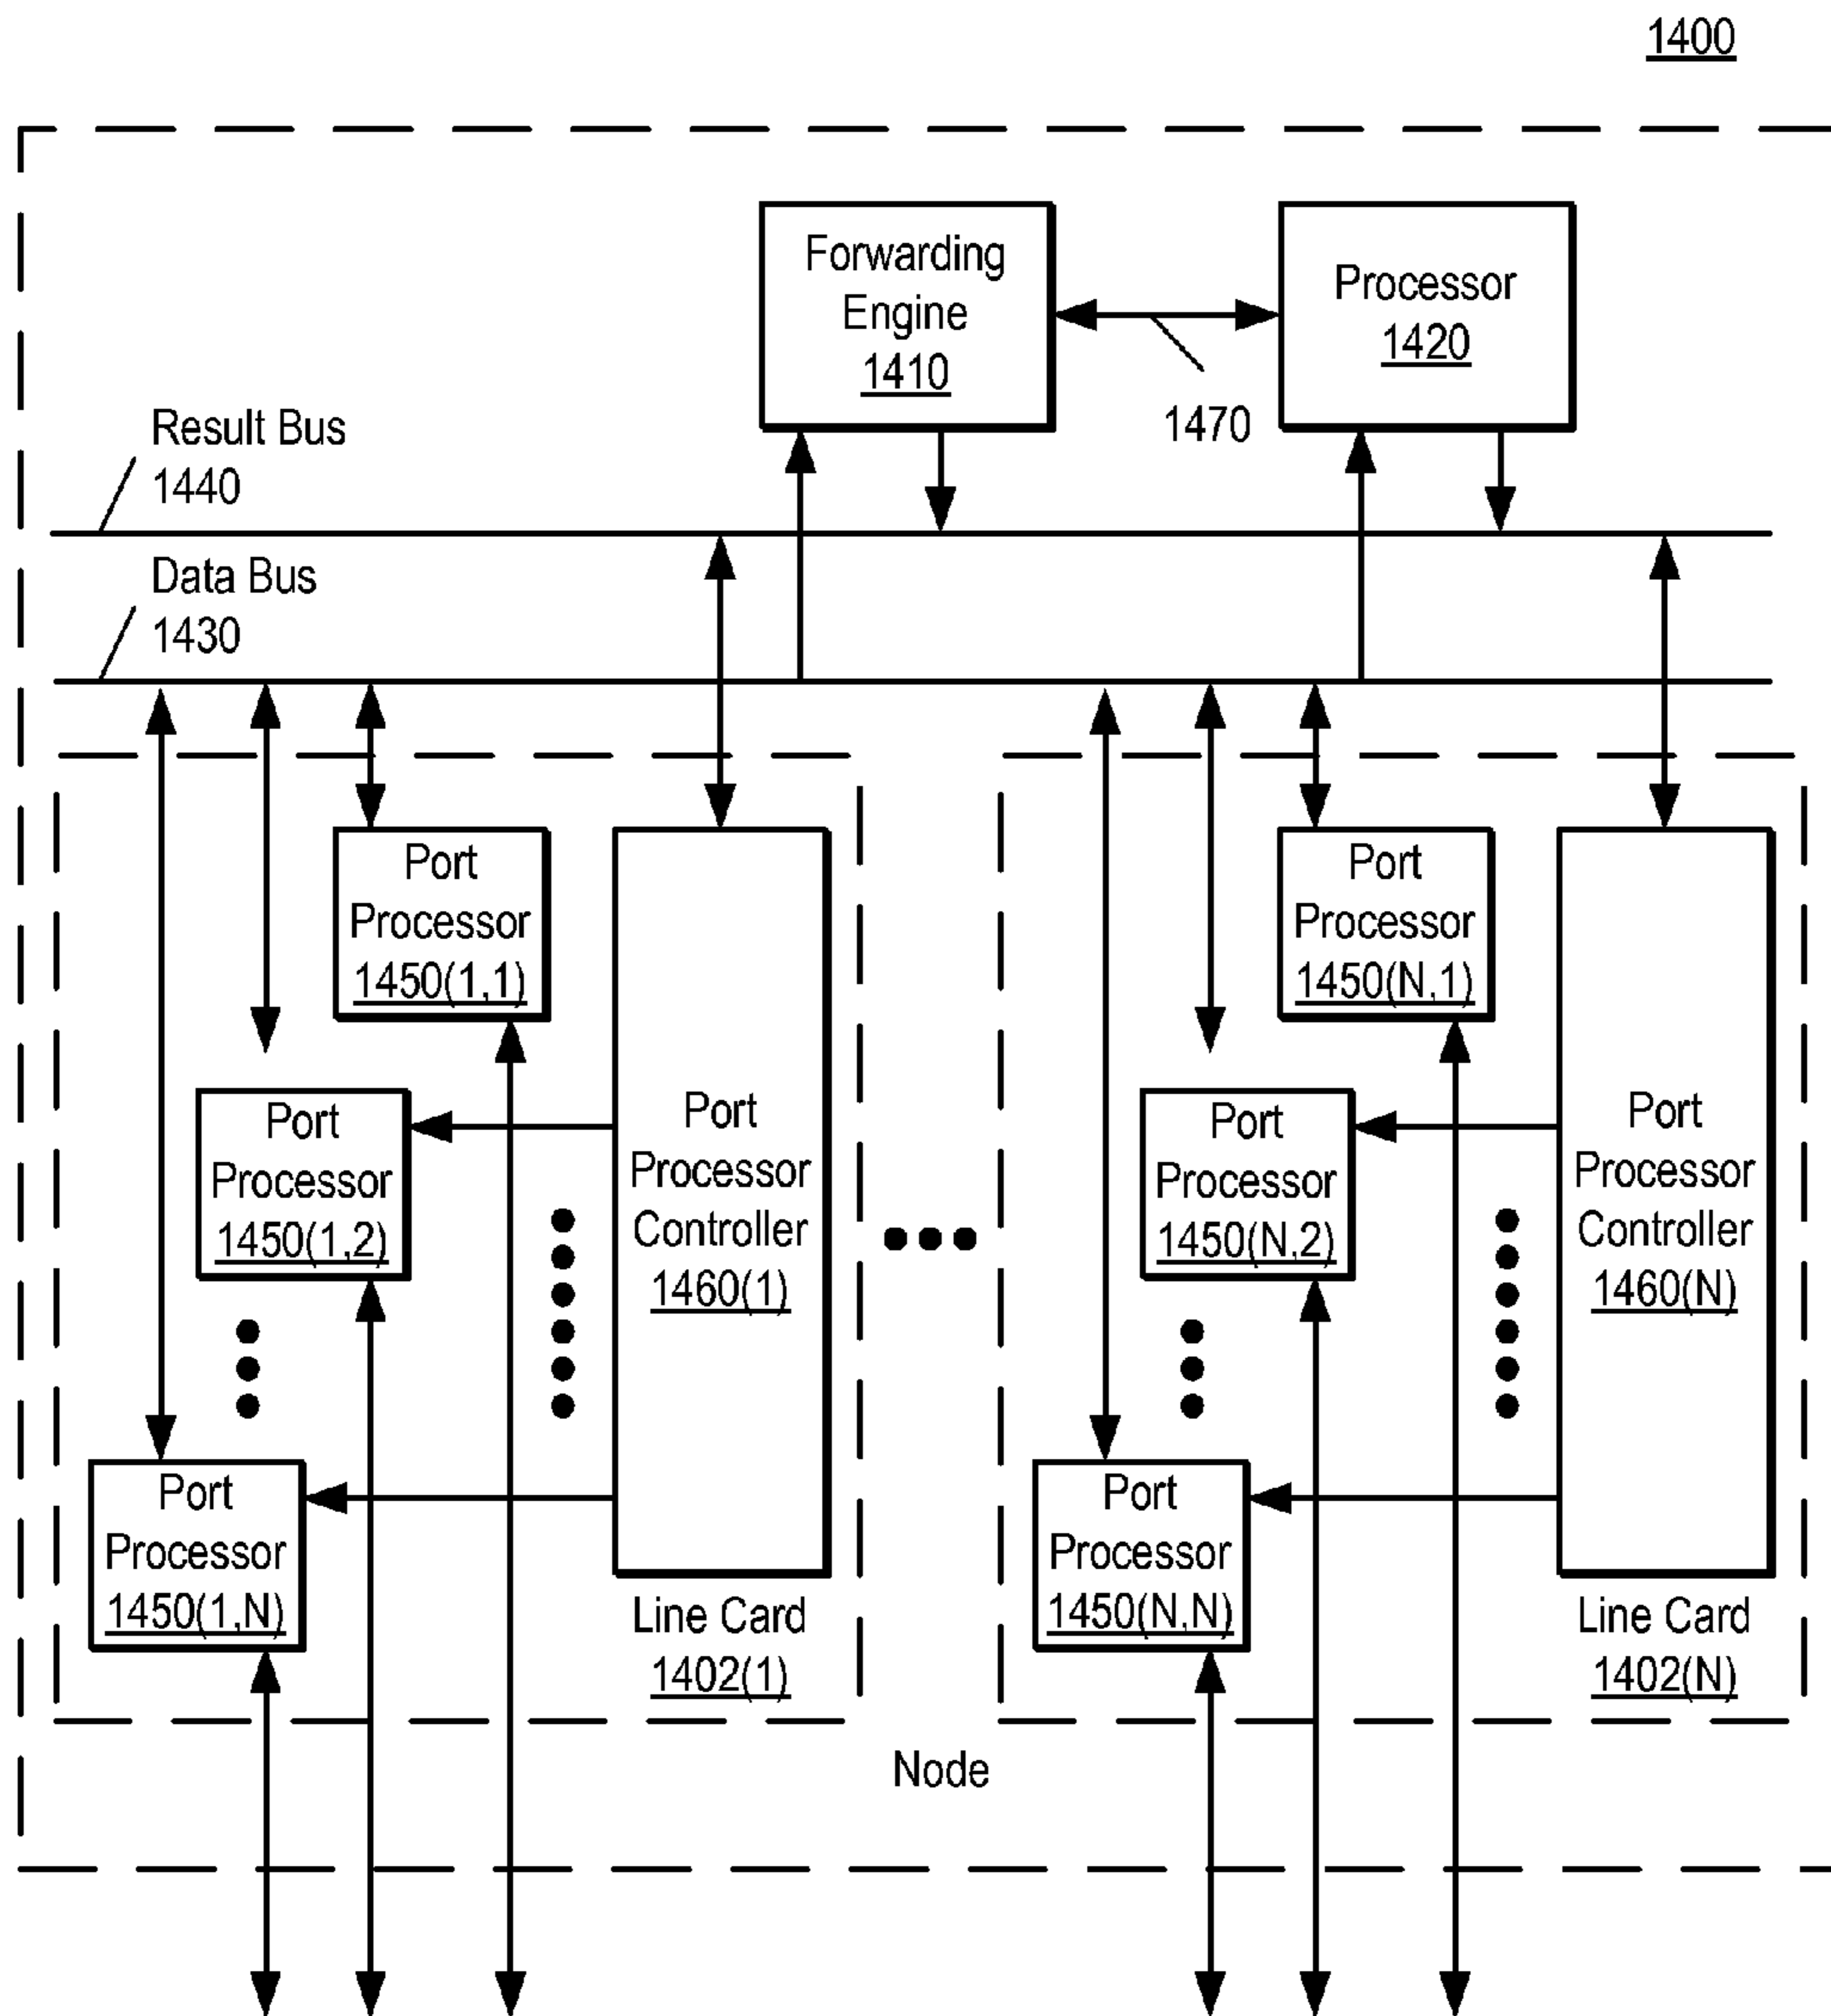 1400
Forwarding
Engine
1410
Processor
1420
1470
Result Bus
1440
Data Bus
1430
Port
Processor
1450(1,1)
Port
Processor
1450(1,2)
Port
Processor
1450(1,N)
Port
Processor
Controller
1460(1)
Line Card
1402(1)
Port
Processor
1450(N,1)
Port
Processor
1450(N,2)
Port
Processor
1450(N,N)
Port
Processor
Controller
1460(N)
Line Card
1402(N)
Node